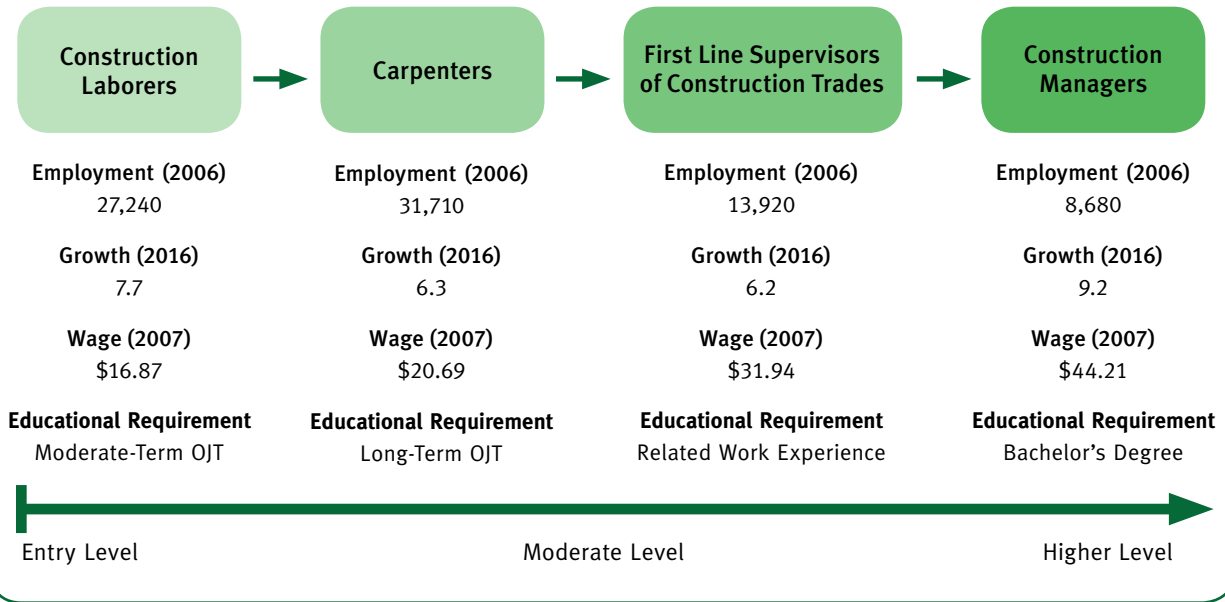 Construction
Laborers
Carpenters
First Line Supervisors
of Construction Trades
Construction
Managers
Employment (2006)
27,240
Growth (2016)
7.7
Wage (2007)
$16.87
Educational Requirement
Moderate-Term OJT
Employment (2006)
31,710
Growth (2016)
6.3
Wage (2007)
$20.69
Educational Requirement
Long-Term OJT
Employment (2006)
13,920
Growth (2016)
6.2
Wage (2007)
$31.94
Educational Requirement
Related Work Experience
Employment (2006)
8,680
Growth (2016)
9.2
Wage (2007)
$44.21
Educational Requirement
Bachelor’s Degree
Entry Level
Moderate Level
Higher Level